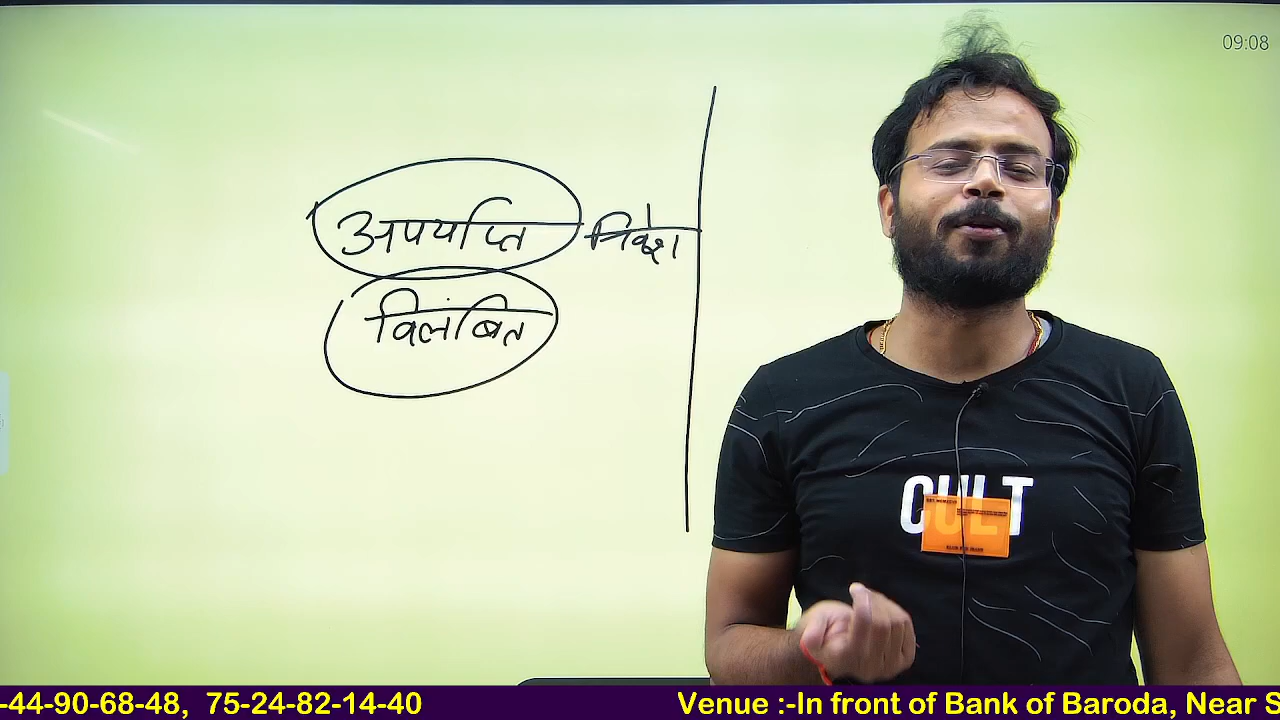 09:08
अपर्याप्त निवेश
विलंबित
CULT
-44-90-68-48, 75-24-82-14-40
Venue :-In front of Bank of Baroda, Near S